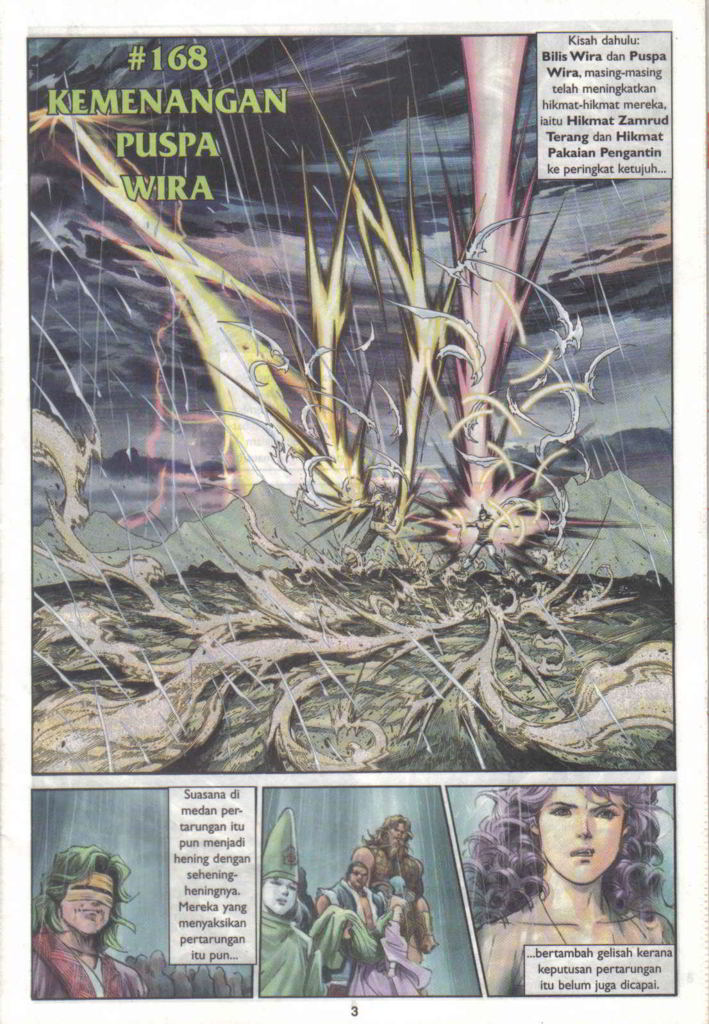 #168
KEMENANGAN
PUSPA
WIRA
Kisah dahulu:
Bilis Wira dan Puspa
Wira, masing-masing
telah meningkatkan
hikmat-hikmat mereka,
iaitu Hikmat Zamrud
Terang dan Hikmat
Pakaian Pengantin
ke peringkat ketujuh...
Suasana di
medan per-
tarungan itu
pun menjadi
hening dengan
sehening-
heningnya.
Mereka yang
menyaksikan
pertarungan
itu pun...
...bertambah gelisah kerana
keputusan pertarungan
itu belum juga dicapai.
3